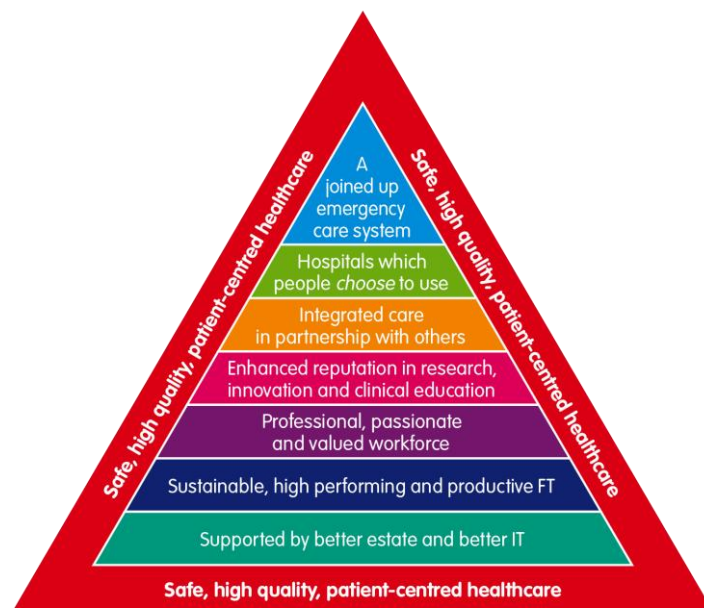 A
joined up
emergency
care system
Hospitals which
people choose to use
Integrated care
in partnership with others
Enhanced reputation in research,
innovation and clinical education
Professional, passionate
and valued workforce
Sustainable, high performing and productive FT
Supported by better estate and better IT
Safe, high quality, patient-centred healthcare
Safe, high quality, patient-centred healthcare
Safe, high quality, patient-centred healthcare